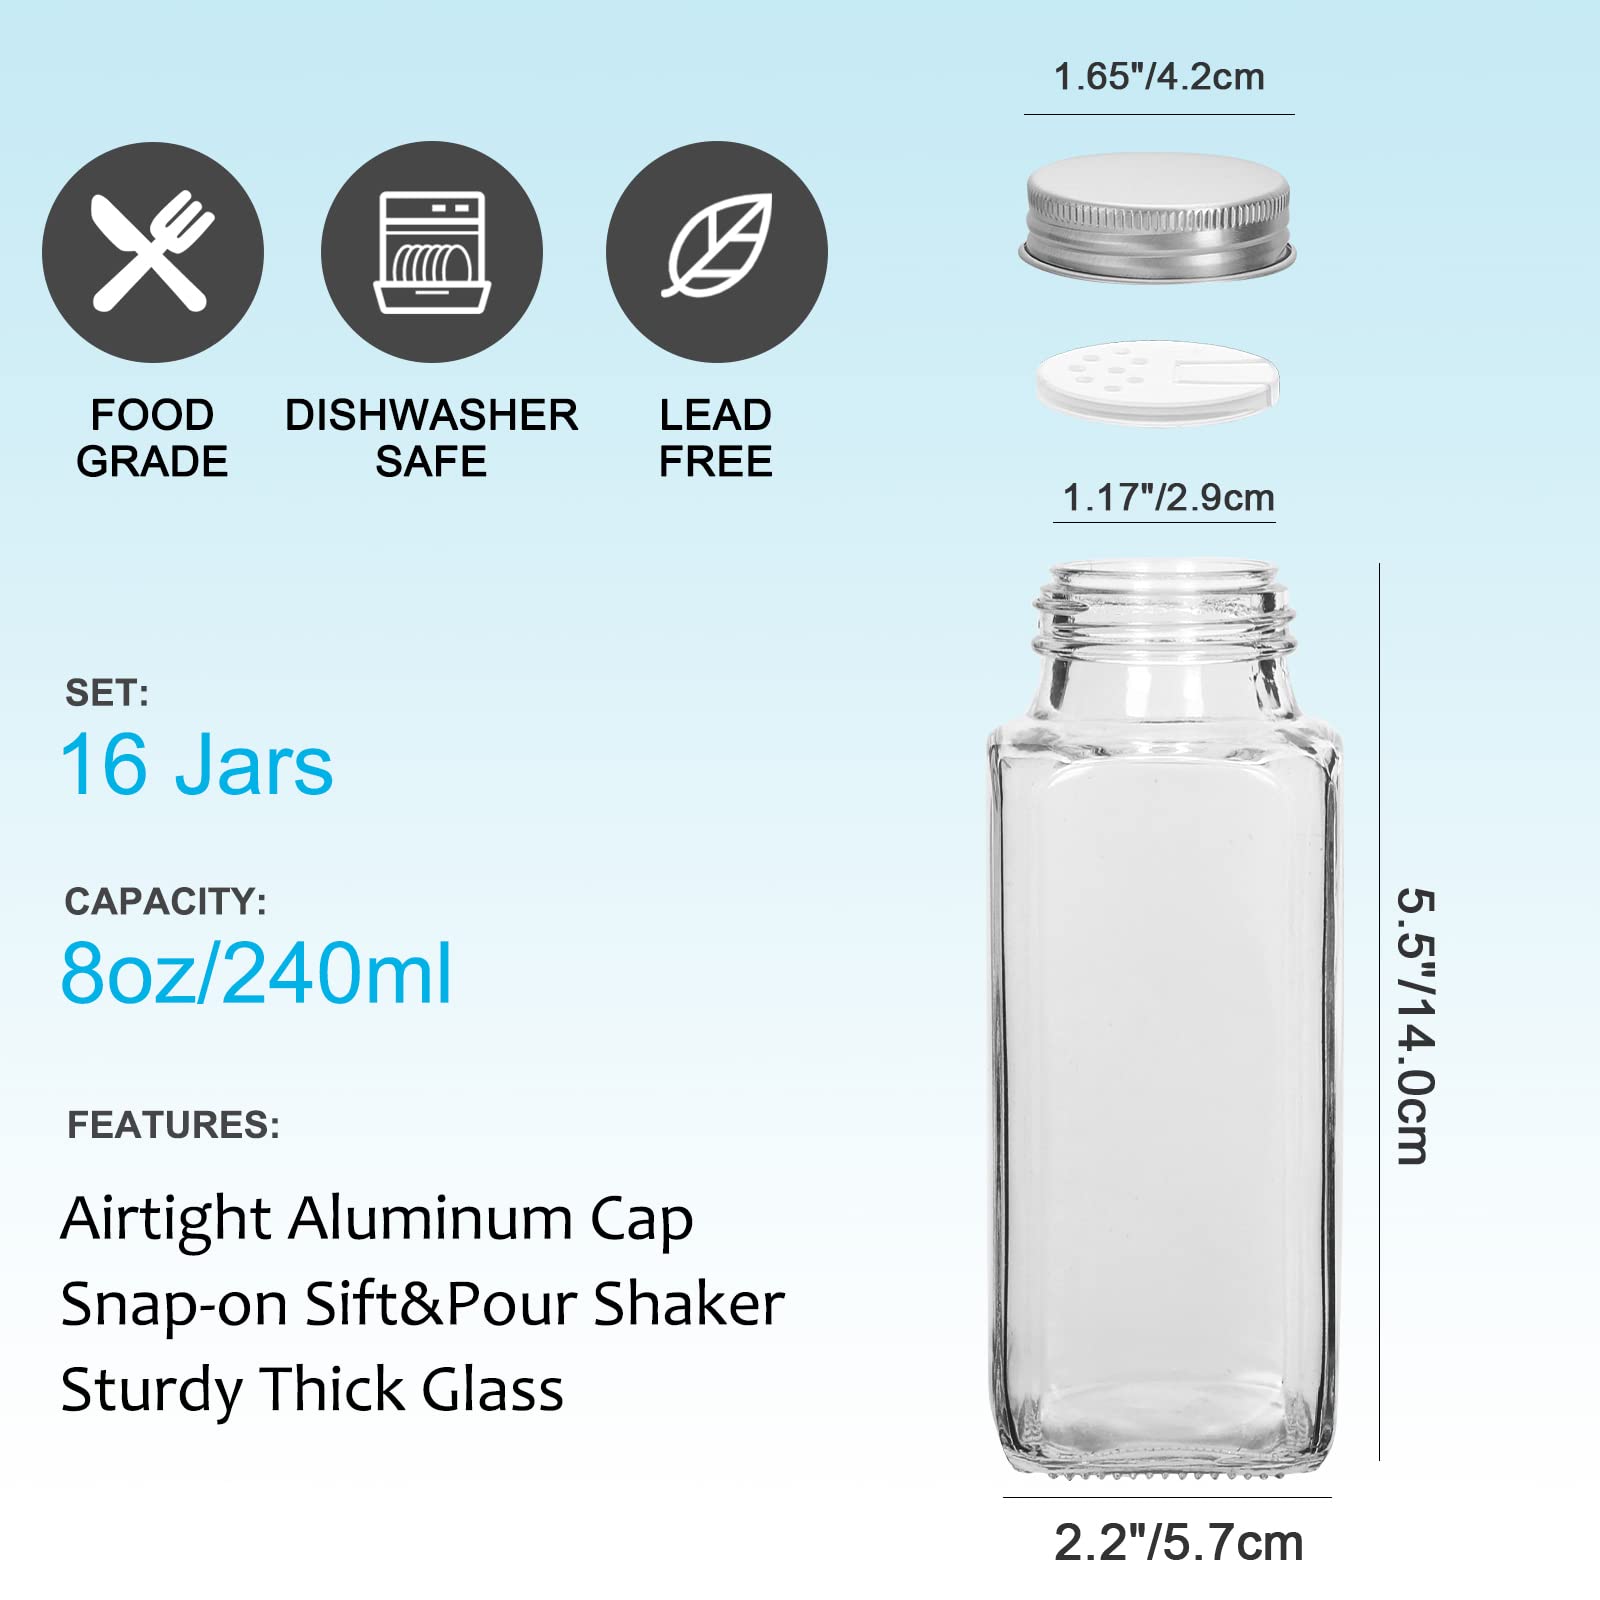 1.65"/4.2cm
FOOD
GRADE
DISHWASHER
SAFE
LEAD
FREE
1.17"/2.9cm
SET:
16 Jars
CAPACITY:
8oz/240ml
FEATURES:
Airtight Aluminum Cap
Snap-on Sift&Pour Shaker
Sturdy Thick Glass
5.5"/14.0cm
2.2"/5.7cm